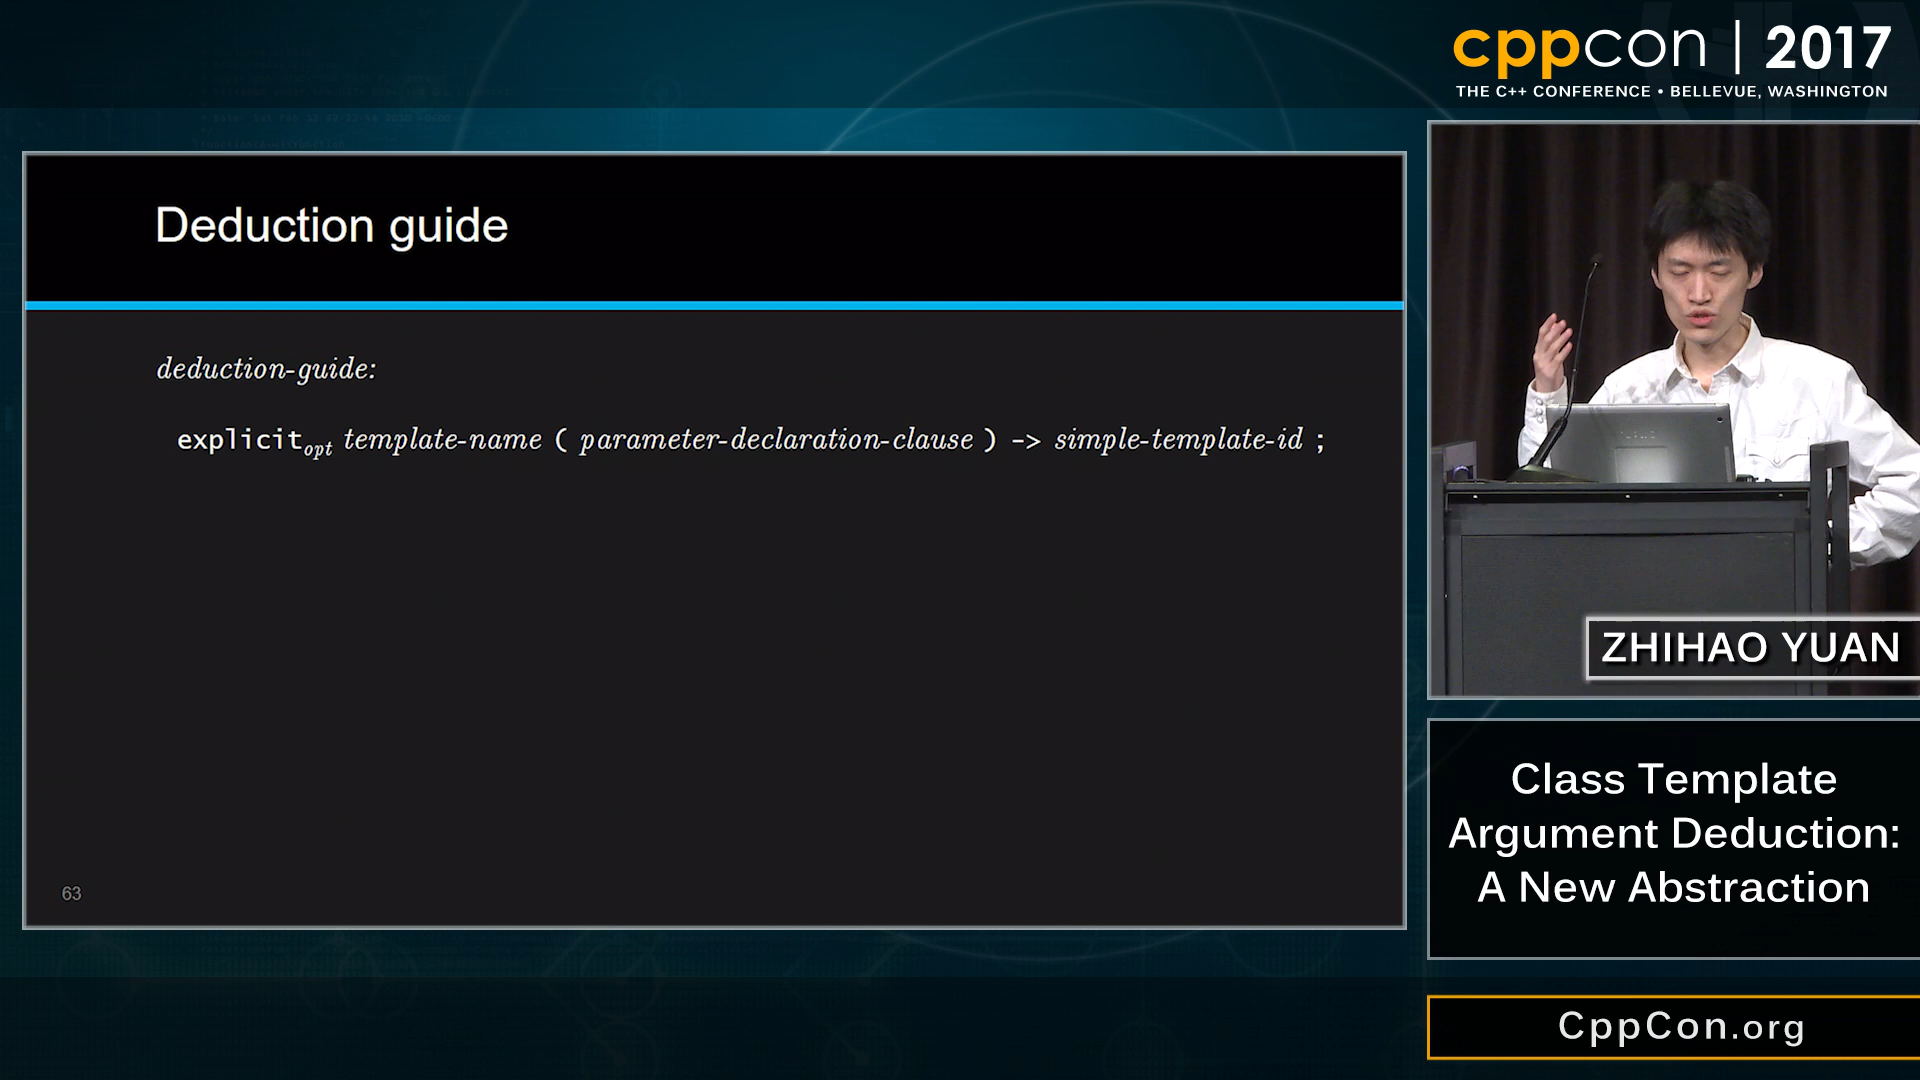 cppcon | 2017
THE C++ CONFERENCE • BELLEVUE, WASHINGTON
Deduction guide
deduction-guide:
explicitopt template-name ( parameter-declaration-clause ) -> simple-template-id ;
63
ZHIHAO YUAN
Class Template
Argument Deduction:
A New Abstraction
CppCon.org